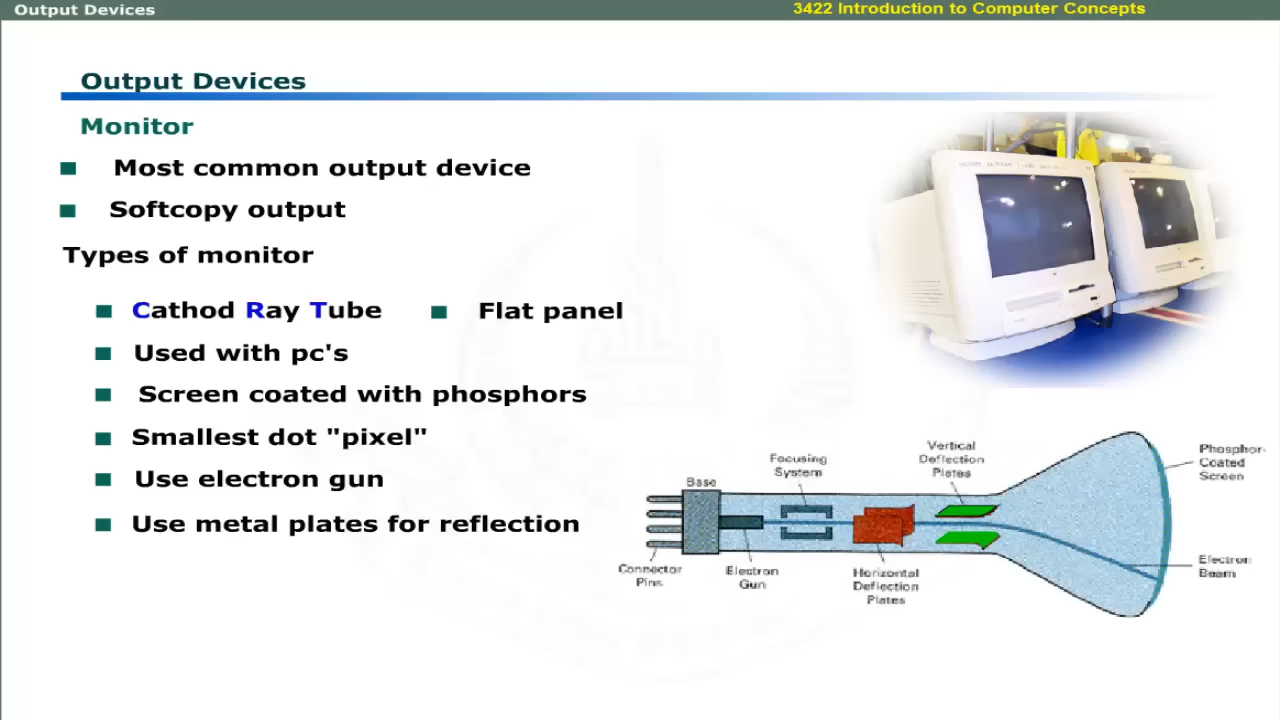 Output Devices
3422 Introduction to Computer Concepts
Output Devices
Monitor
Most common output device
Softcopy output
Types of monitor
Cathod Ray Tube
Flat panel
Used with pc's
Screen coated with phosphors
Smallest dot "pixel"
Use electron gun
Use metal plates for reflection
Base
Focusing
System
Vertical
Deflection
Plates
Phosphor-
Coated
Screen
Connector
Pins
Electron
Gun
Horizontal
Deflection
Plates
Electron
Beam